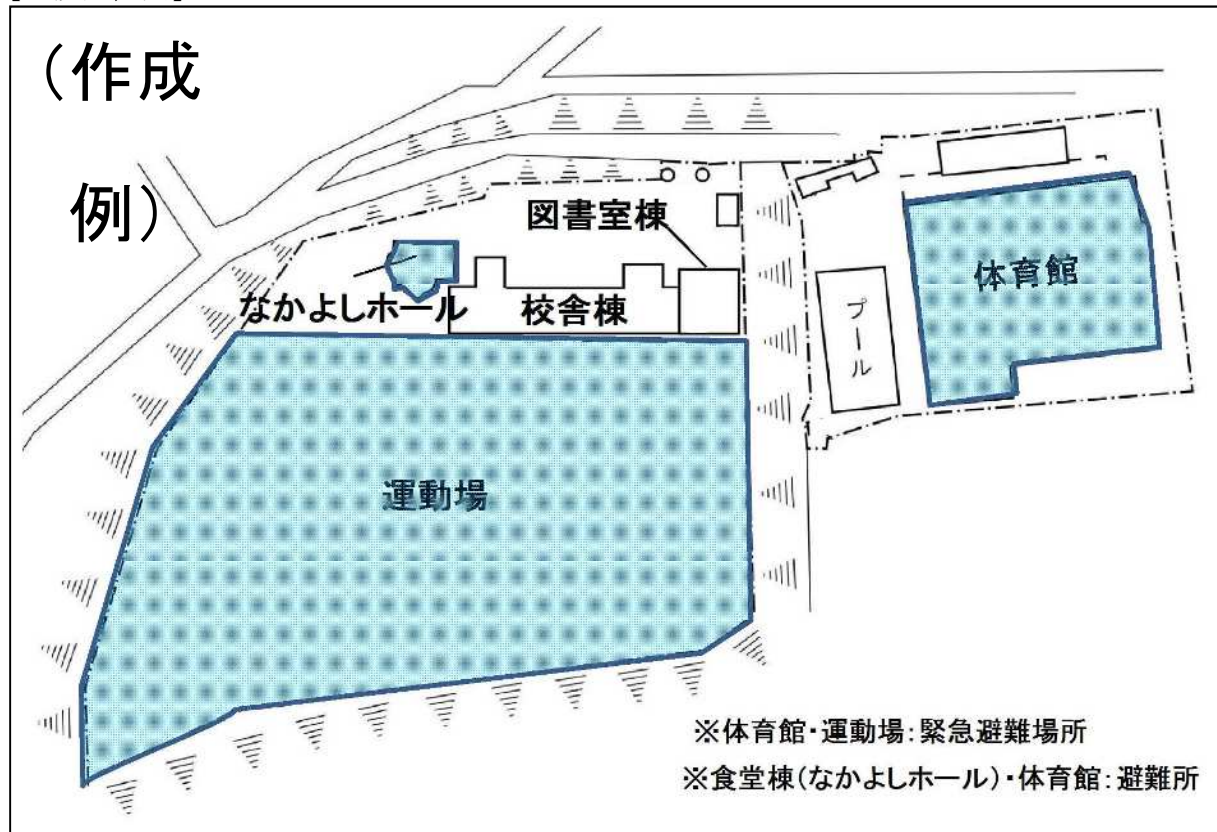 （作成
例）
図書室棟
なかよしホール
校舎棟
プール
体育館
運動場
※体育館・運動場：緊急避難場所
※食堂棟（なかよしホール）・体育館：避難所